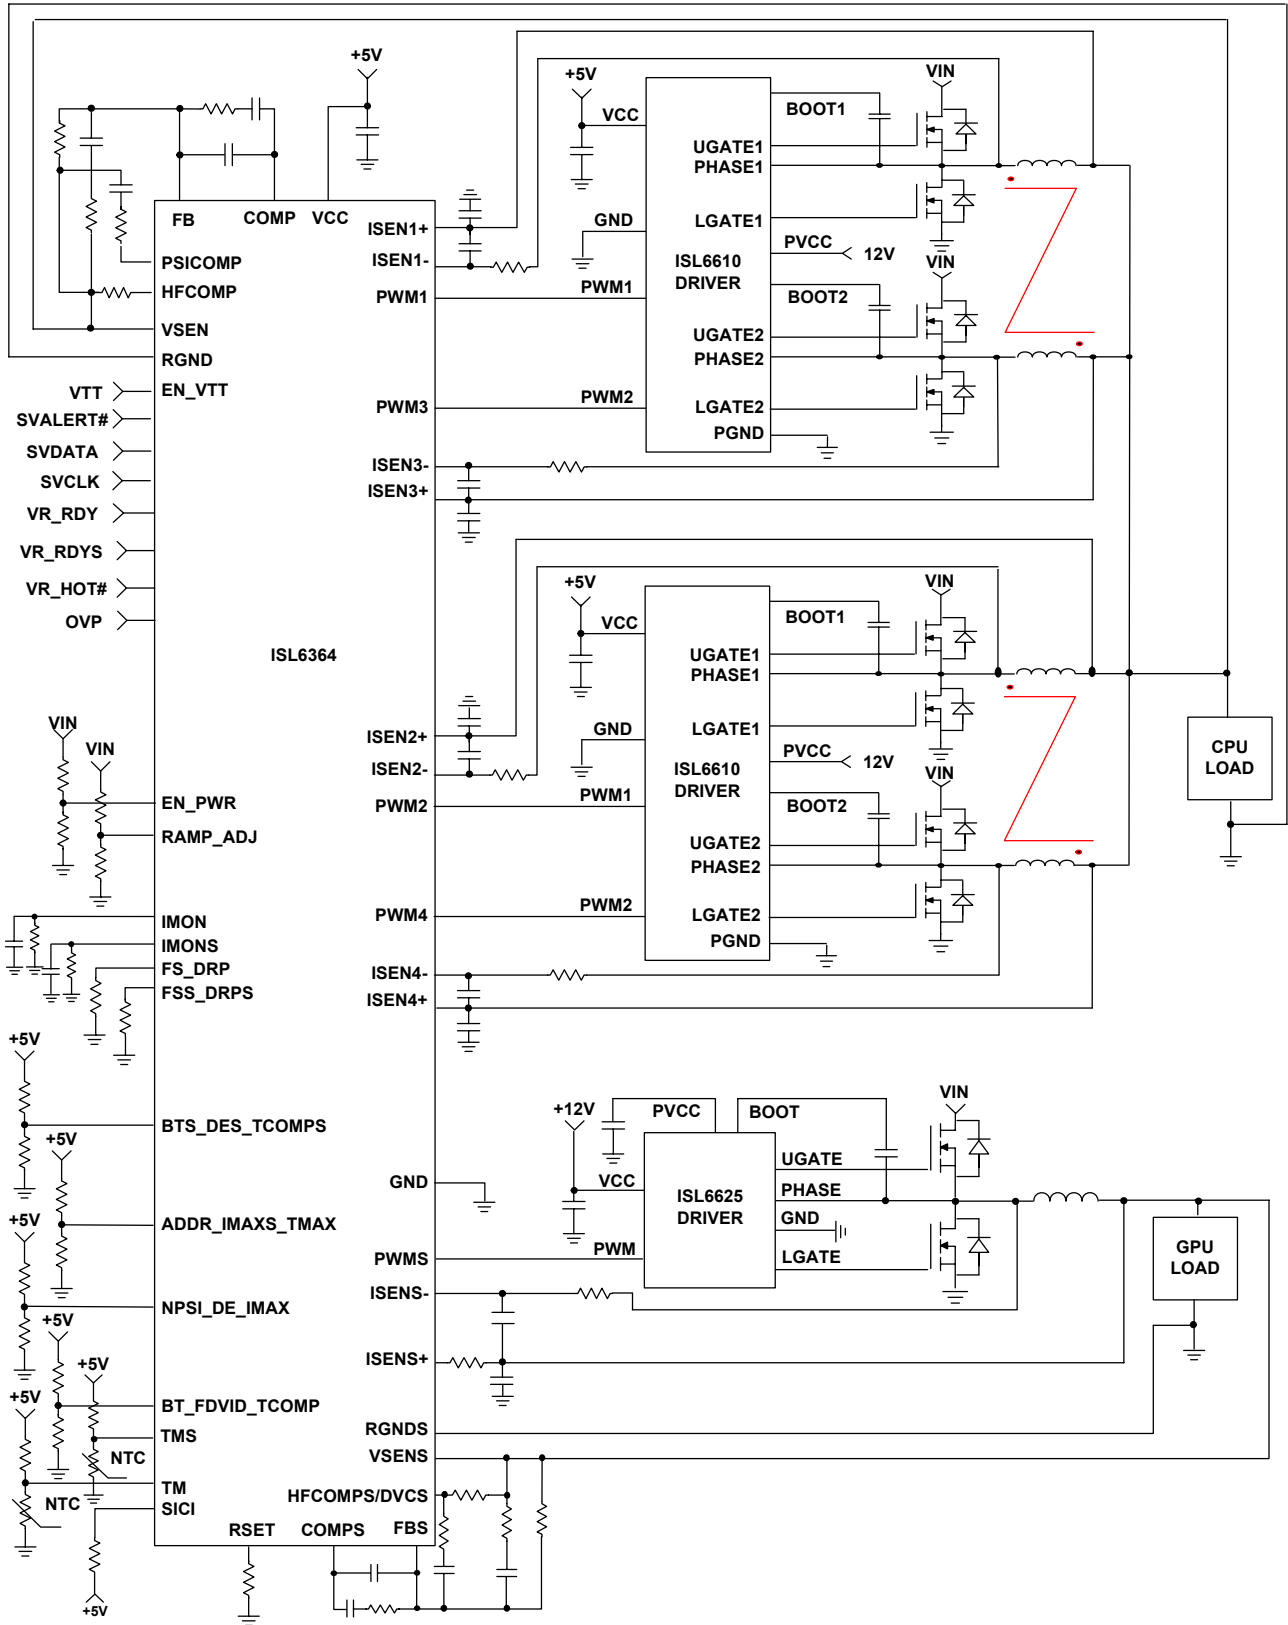 +5V
FB
COMP
VCC
PSICOMP
HFCOMP
VSEN
RGND
EN_VTT
VTT
SVALERT#
SVDATA
SVCLK
VR_RDY
VR_RDYS
VR_HOT#
OVP
ISL6364
VIN
VIN
EN_PWR
RAMP_ADJ
IMON
IMONS
FS_DRP
FSS_DRPS
+5V
BTS_DES_TCOMPS
+5V
ADDR_IMAXS_TMAX
+5V
NPSI_DE_IMAX
+5V
BT_FDVID_TCOMP
+5V
TMS
NTC
+5V
TM
NTC
SICI
+5V
RSET
COMPS
FBS
HFCOMPS/DVCS
VSENS
RGNDS
ISENS+
ISENS-
PWMS
GND
ISEN4+
ISEN4-
PWM4
PWM2
ISEN2-
ISEN2+
ISEN3+
ISEN3-
PWM3
PWM1
ISEN1-
ISEN1+
+5V
VCC
GND
PWM1
PWM2
ISL6610
DRIVER
BOOT1
UGATE1
PHASE1
LGATE1
PVCC
12V
BOOT2
UGATE2
PHASE2
LGATE2
PGND
VIN
VIN
+5V
VCC
GND
PWM1
PWM2
ISL6610
DRIVER
BOOT1
UGATE1
PHASE1
LGATE1
PVCC
12V
BOOT2
UGATE2
PHASE2
LGATE2
PGND
VIN
VIN
CPU
LOAD
+12V
PVCC
BOOT
VCC
PWM
ISL6625
DRIVER
UGATE
PHASE
GND
LGATE
VIN
GPU
LOAD